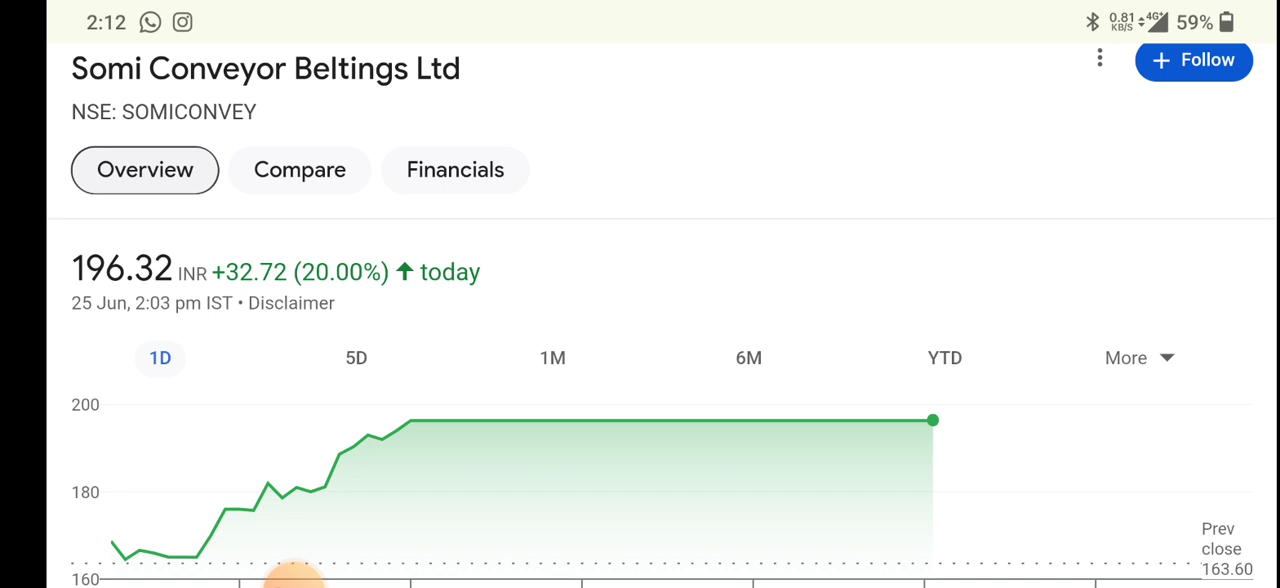 2:12 0.81 KB/S 4G+ 59%
Somi Conveyor Beltings Ltd
+ Follow
NSE: SOMICONVEY
Overview Compare Financials
196.32 INR +32.72 (20.00%) ↑ today
25 Jun, 2:03 pm IST • Disclaimer
1D 5D 1M 6M YTD More
200
180
Prev
close
163.60
160